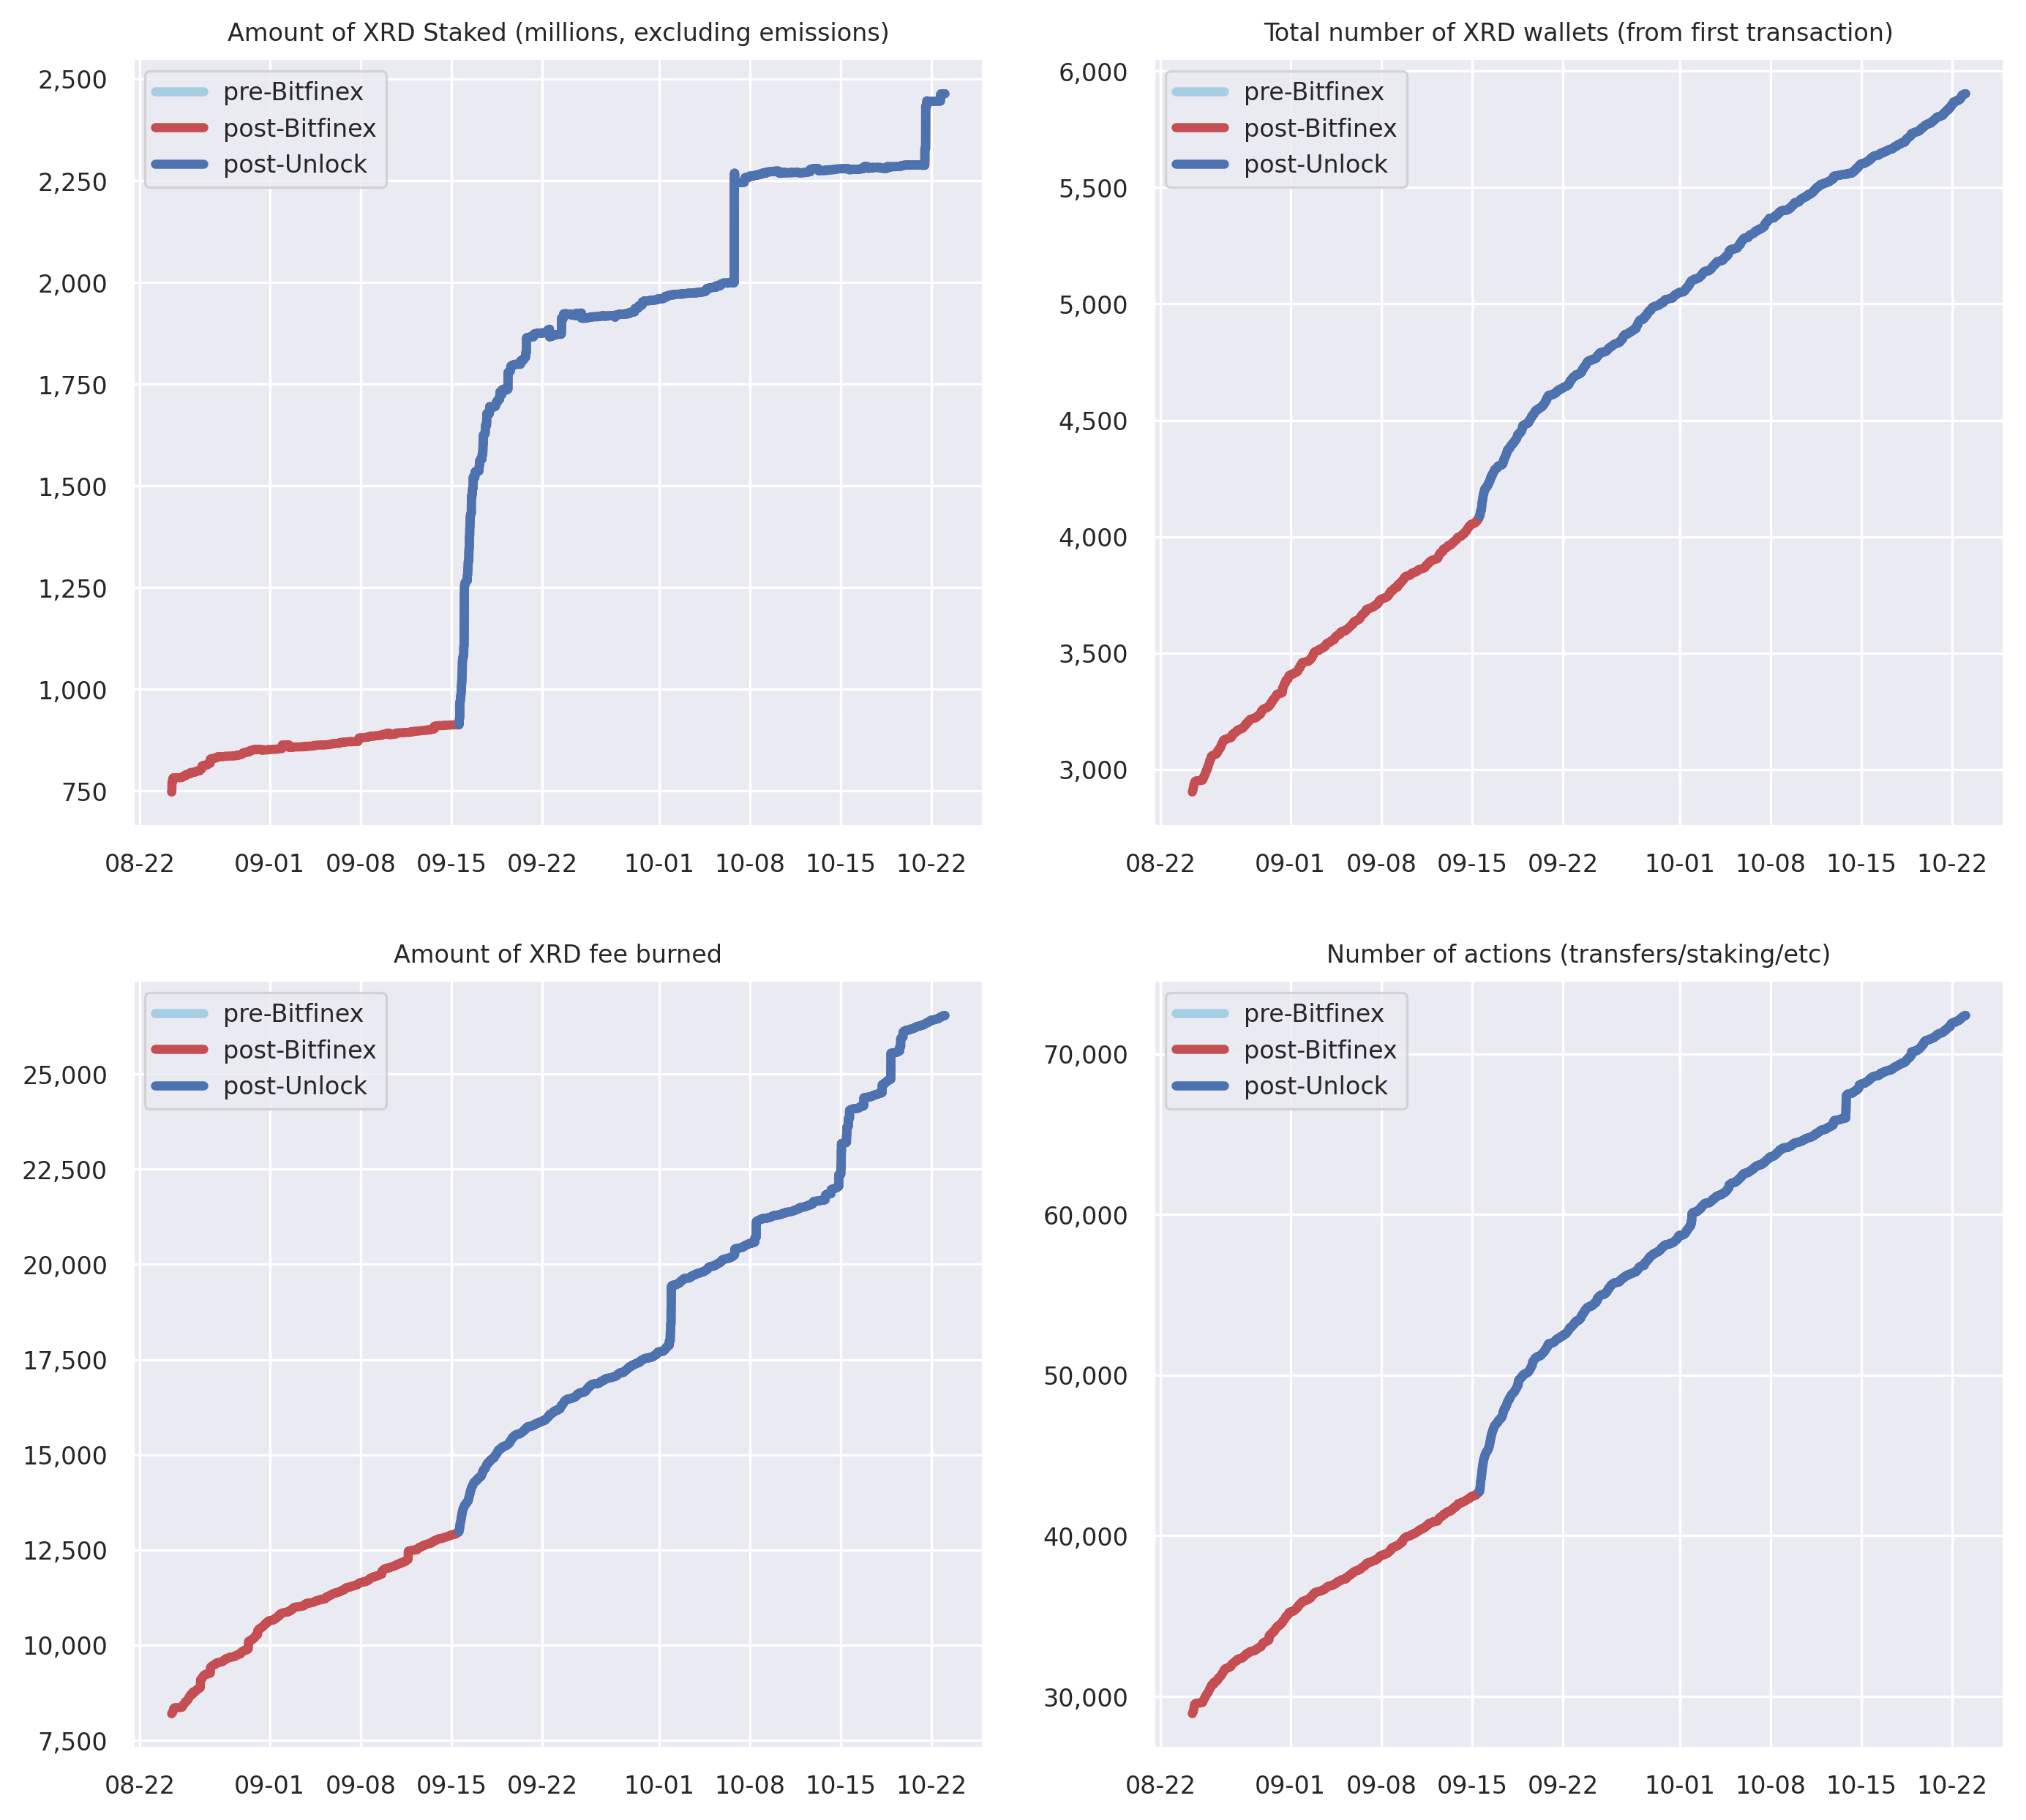 Amount of XRD Staked (millions, excluding emissions)
2,500
2,250
2,000
1,750
1,500
1,250
1,000
750
pre-Bitfinex
post-Bitfinex
post-Unlock
08-22 09-01 09-08 09-15 09-22 10-01 10-08 10-15 10-22
Total number of XRD wallets (from first transaction)
6,000
5,500
5,000
4,500
4,000
3,500
3,000
pre-Bitfinex
post-Bitfinex
post-Unlock
08-22 09-01 09-08 09-15 09-22 10-01 10-08 10-15 10-22
Amount of XRD fee burned
25,000
22,500
20,000
17,500
15,000
12,500
10,000
7,500
pre-Bitfinex
post-Bitfinex
post-Unlock
08-22 09-01 09-08 09-15 09-22 10-01 10-08 10-15 10-22
Number of actions (transfers/staking/etc)
70,000
60,000
50,000
40,000
30,000
pre-Bitfinex
post-Bitfinex
post-Unlock
08-22 09-01 09-08 09-15 09-22 10-01 10-08 10-15 10-22